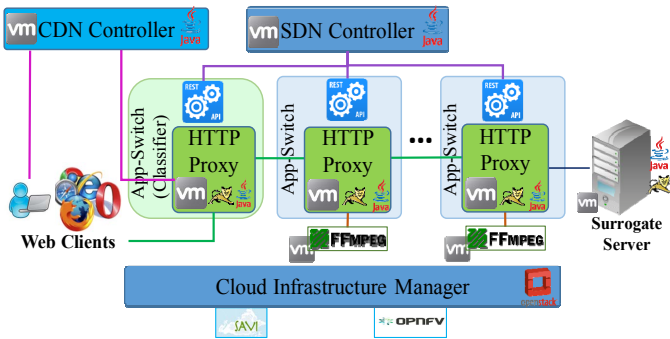 vm CDN Controller Java
vm SDN Controller Java
REST API
REST API
REST API
App-Switch
(Classifier)
HTTP
Proxy
vm Java
App-Switch
HTTP
Proxy
vm Java
...
App-Switch
HTTP
Proxy
vm Java
Java
vm
Surrogate
Server
Web Clients
vm FFMPEG
vm FFMPEG
Cloud Infrastructure Manager
openstack
SAVI
OPNFV